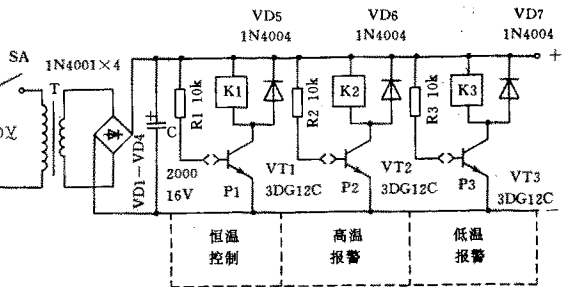 VD5
VD6
VD7
1N4004
1N4004
1N4004
SA
1N4001×4
T
+
K1
K2
K3
R1 10k
R2 10k
R3 10k
+
C
VD1—VD4
2000
16V
P1
P2
P3
VT1
3DG12C
VT2
3DG12C
VT3
3DG12C
恒温
控制
高温
报警
低温
报警